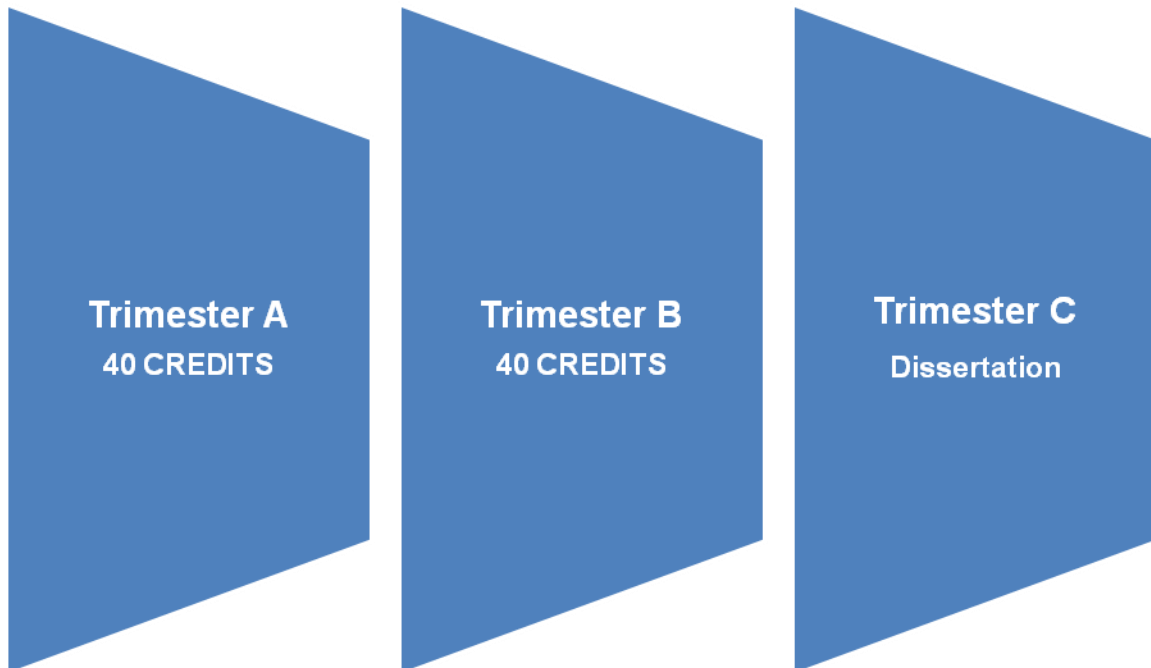 Trimester A
40 CREDITS
Trimester B
40 CREDITS
Trimester C
Dissertation